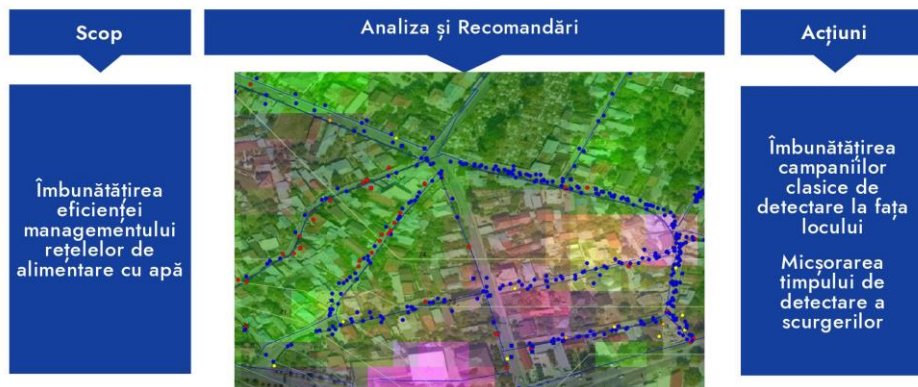 Scop
Analiza și Recomandări
Acțiuni
Îmbunătățirea
eficienței
managementului
rețelelor de
alimentare cu apă
Îmbunătățirea
campaniilor
clasice de
detectare la fața
locului
Micșorarea
timpului de
detectare a
scurgerilor